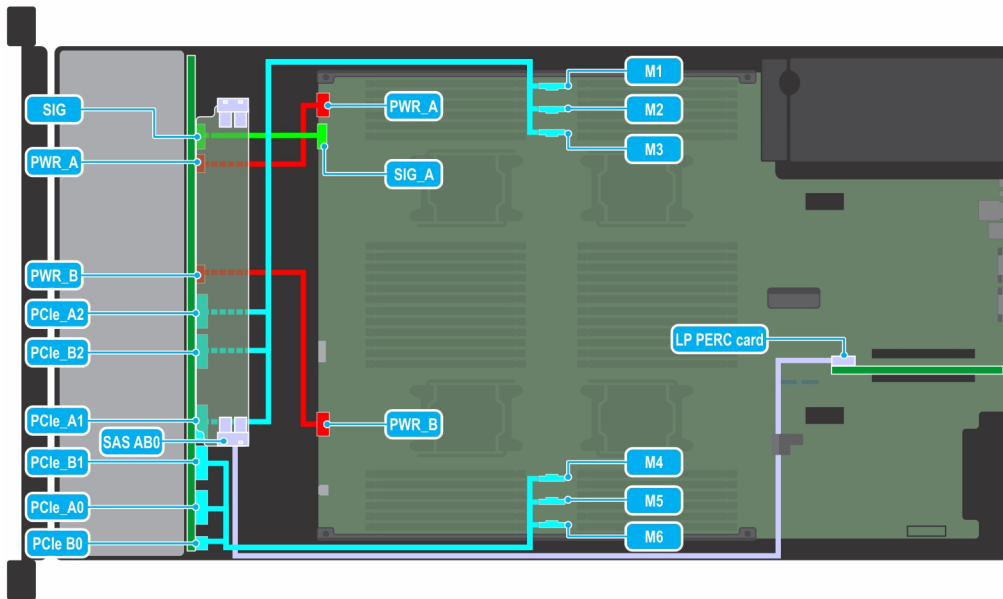 SIG
PWR_A
PWR_B
PCIe_A2
PCIe_B2
PCIe_A1
SAS AB0
PCIe_B1
PCIe_A0
PCIe B0
PWR_A
SIG_A
PWR_B
M1
M2
M3
LP PERC card
M4
M5
M6